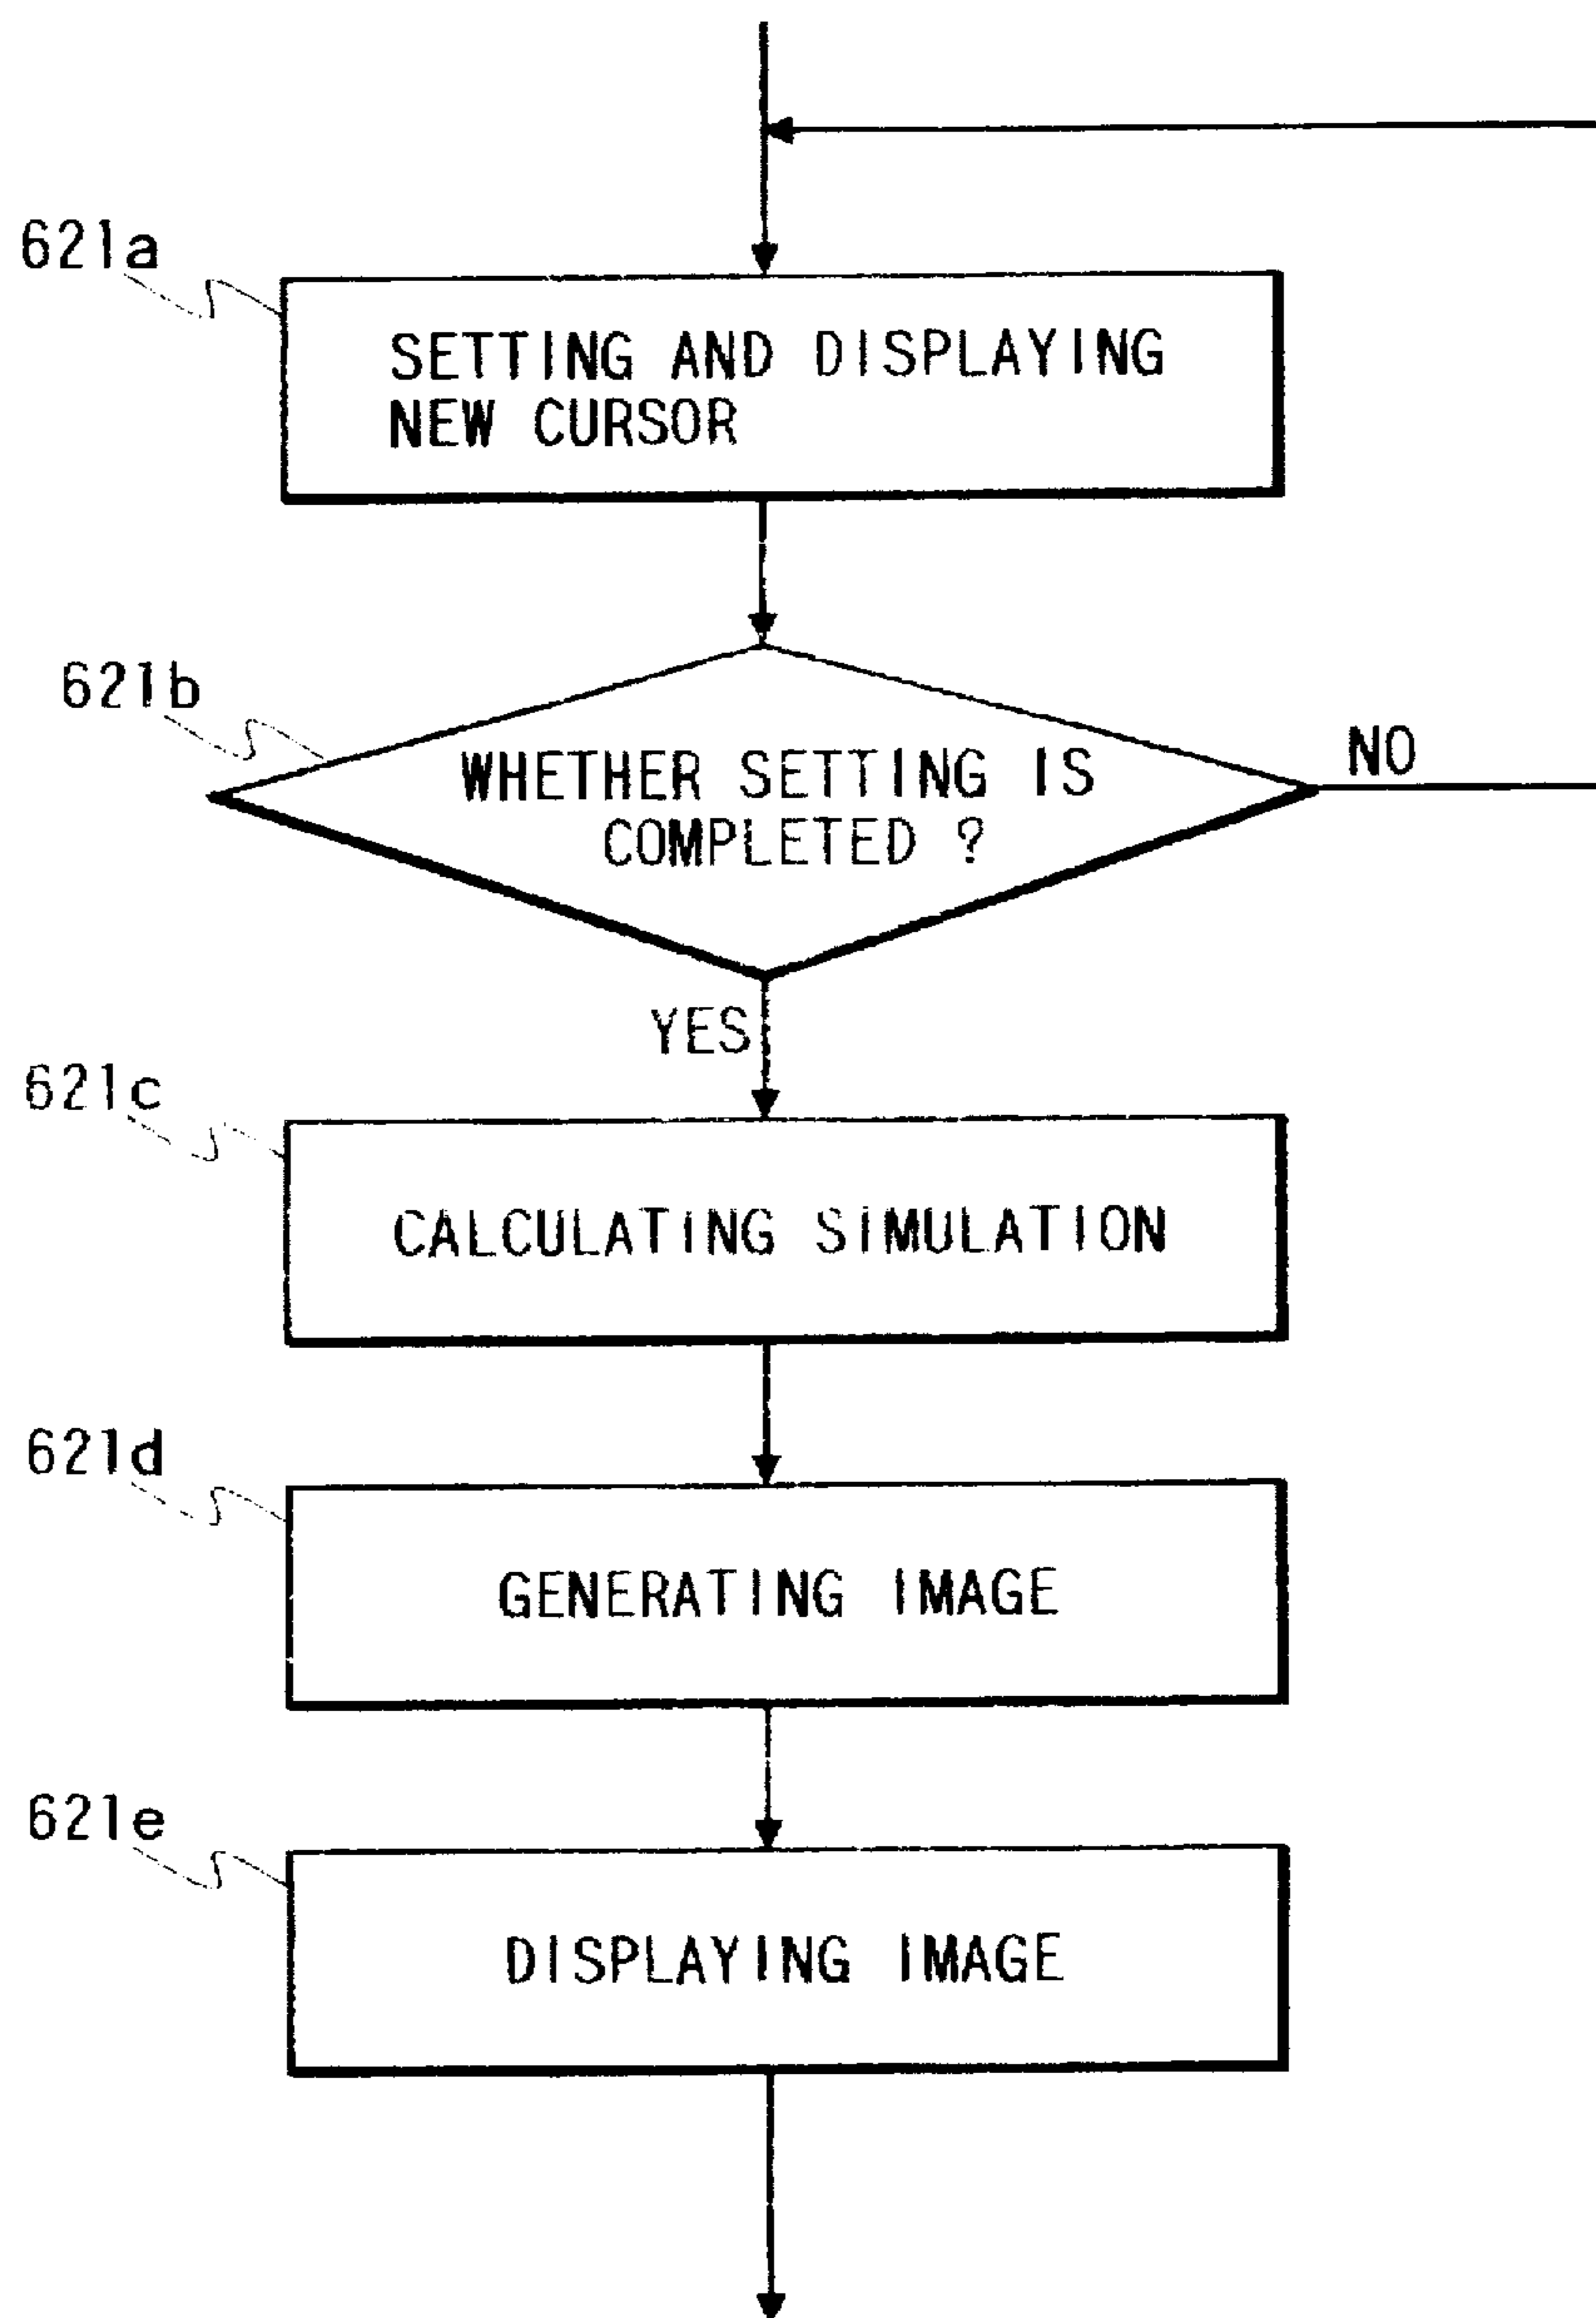 621a
SETTING AND DISPLAYING
NEW CURSOR
621b
WHETHER SETTING IS
COMPLETED ?
NO
YES
621c
CALCULATING SIMULATION
621d
GENERATING IMAGE
621e
DISPLAYING IMAGE